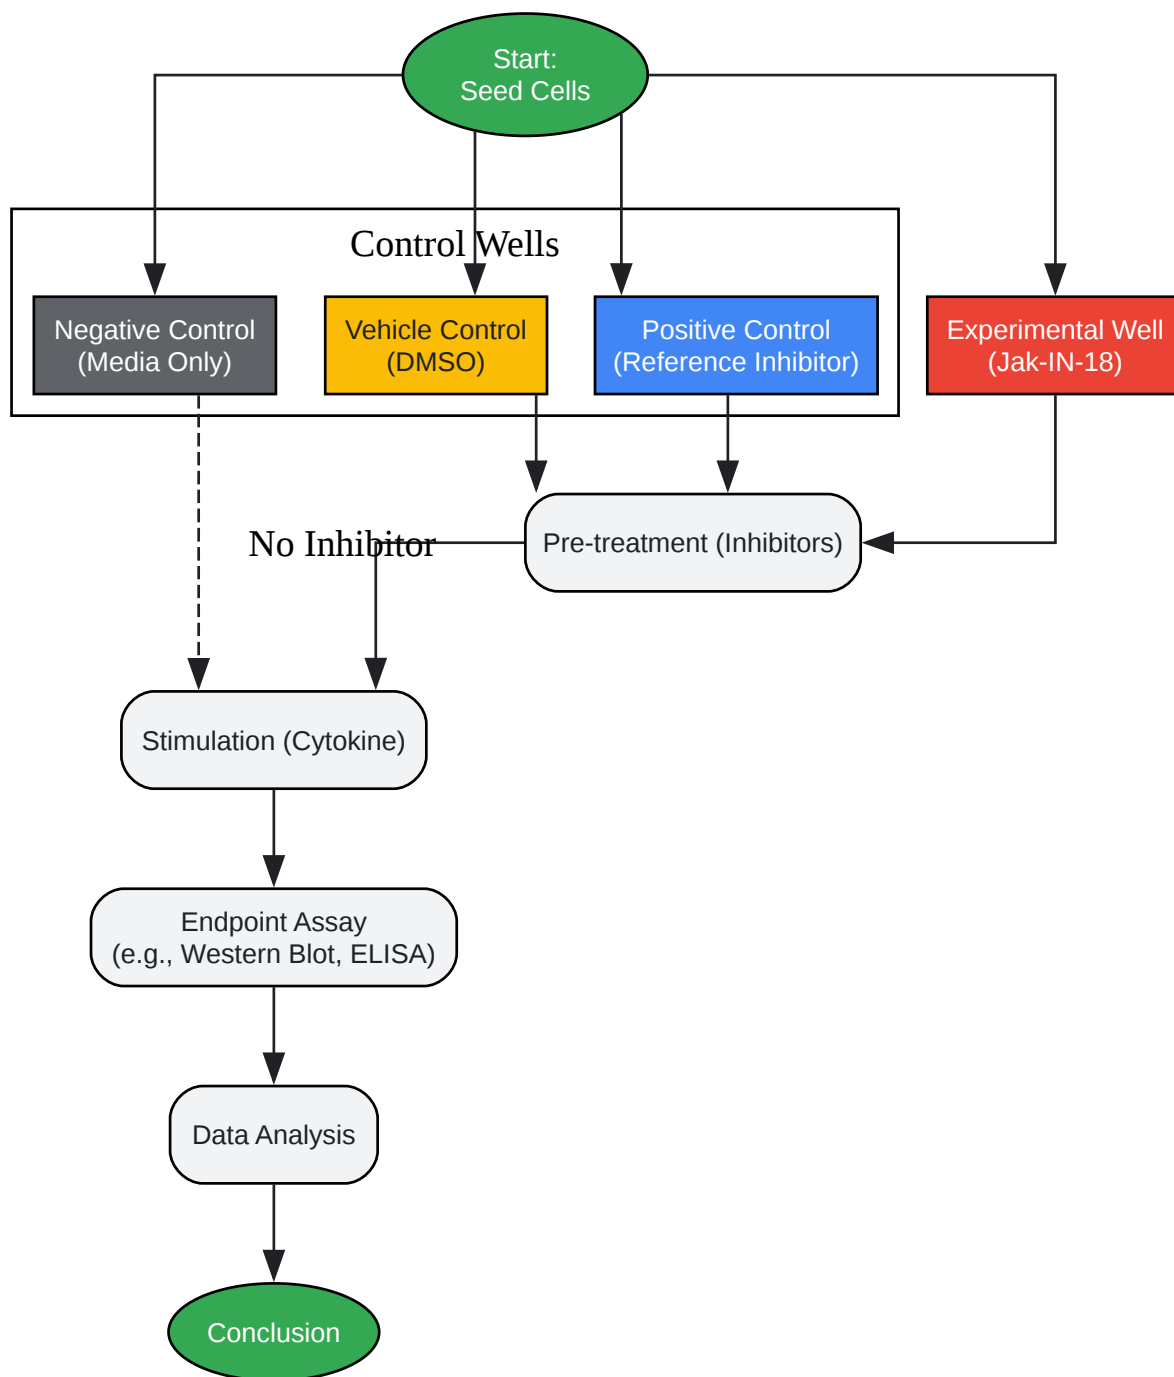 Start:
Seed Cells
Control Wells
Negative Control
(Media Only)
Vehicle Control
(DMSO)
Positive Control
(Reference Inhibitor)
Experimental Well
(Jak-IN-18)
No Inhibitor
Pre-treatment (Inhibitors)
Stimulation (Cytokine)
Endpoint Assay
(e.g., Western Blot, ELISA)
Data Analysis
Conclusion